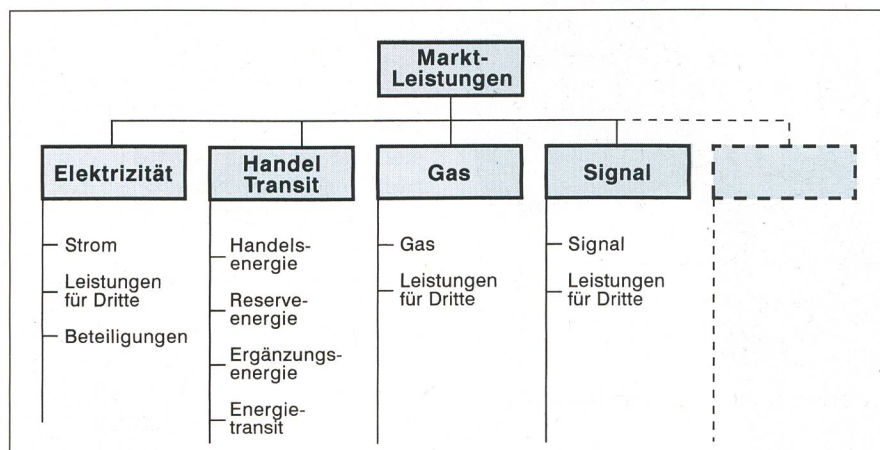 Markt-
Leistungen
Elektrizität
Handel
Transit
Gas
Signal
Strom
Leistungen
für Dritte
Beteiligungen
Handels-
energie
Reserve-
energie
Ergänzungs-
energie
Energie-
transit
Gas
Leistungen
für Dritte
Signal
Leistungen
für Dritte